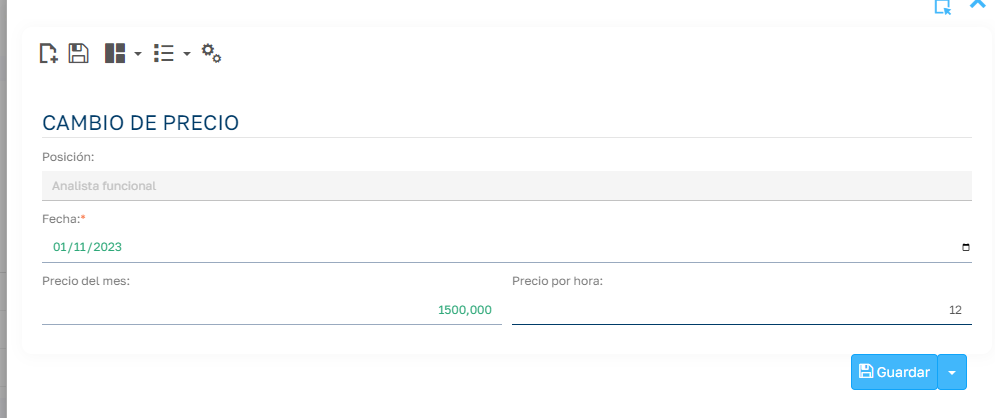 CAMBIO DE PRECIO
Posición:
Analista funcional
Fecha:*
01/11/2023
Precio del mes: Precio por hora:
1500,000 12
Guardar